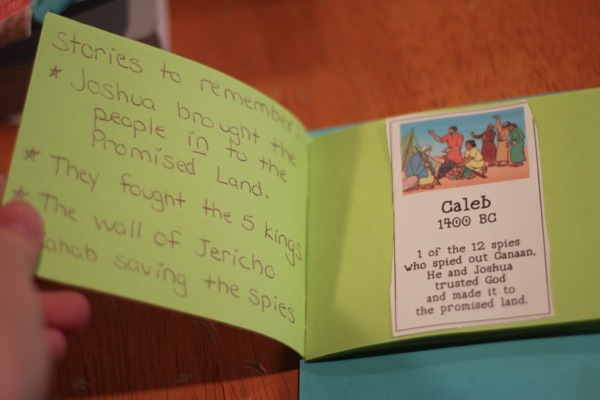 Stories to remember:
* Joshua brought the
people in to the
Promised Land.
* They fought the 5 kings
* The wall of Jericho
ahab saving the spies
Caleb
1400 BC
1 of the 12 spies
who spied out Canaan.
He and Joshua
trusted God
and made it to
the promised land.